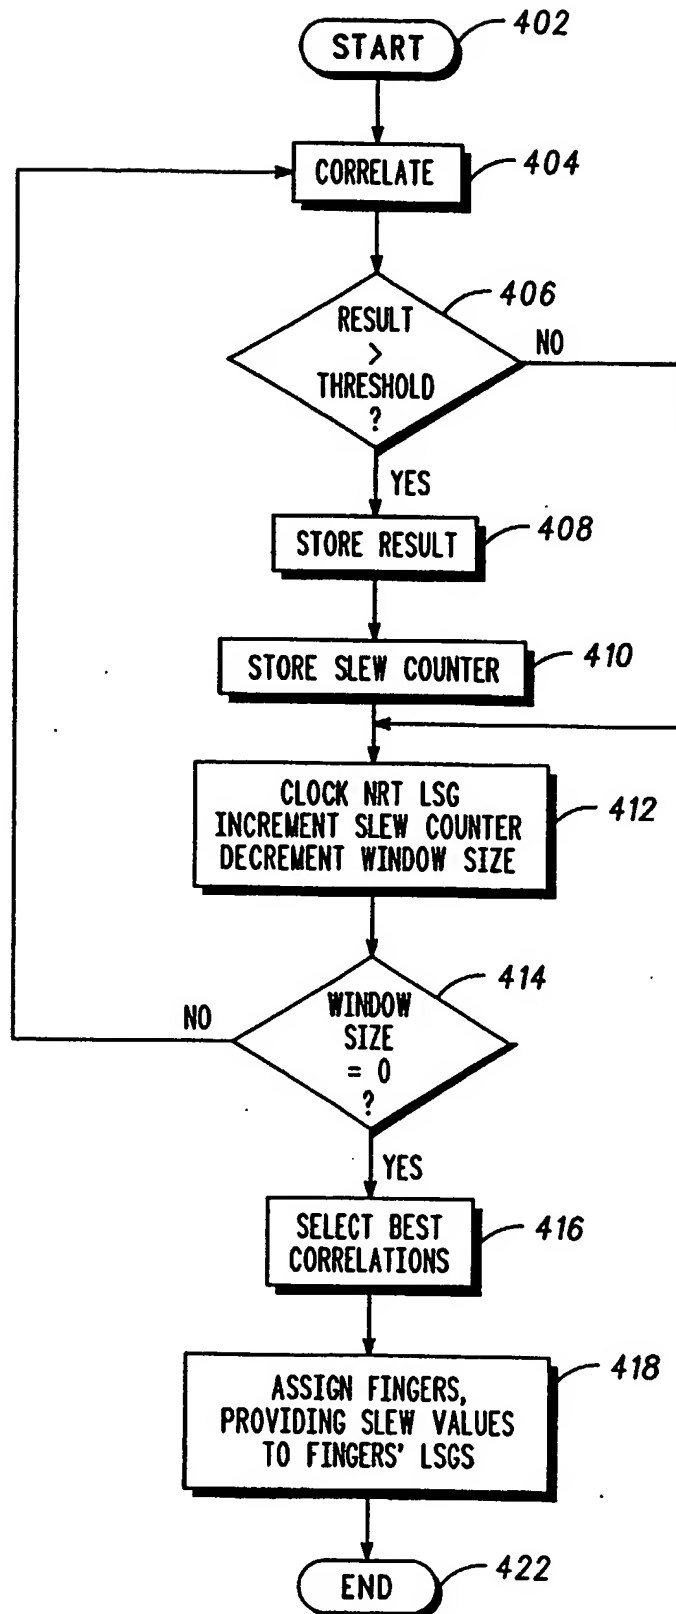 START
402
CORRELATE
404
406
RESULT
>
THRESHOLD
?
NO
YES
STORE RESULT
408
STORE SLEW COUNTER
410
CLOCK NRT LSG
INCREMENT SLEW COUNTER
DECREMENT WINDOW SIZE
412
414
WINDOW
SIZE
= 0
?
NO
YES
SELECT BEST
CORRELATIONS
416
ASSIGN FINGERS,
PROVIDING SLEW VALUES
TO FINGERS' LSGS
418
END
422